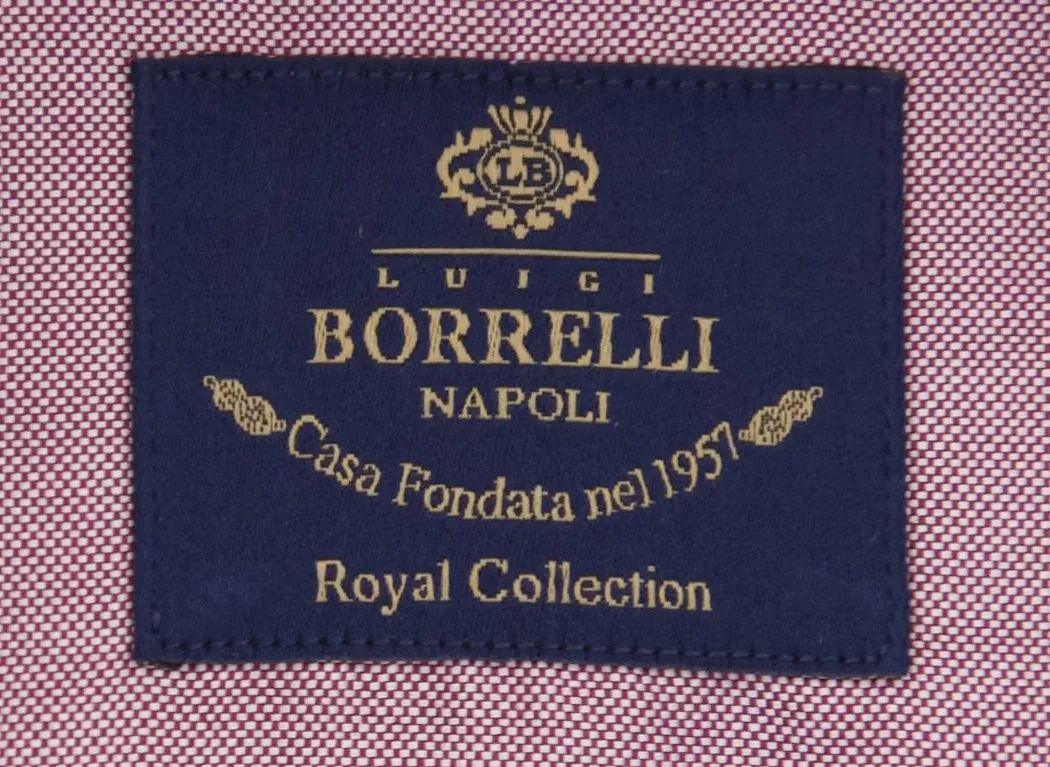 LB
LUIGI
BORRELLI
NAPOLI
Casa Fondata nel 1957
Royal Collection